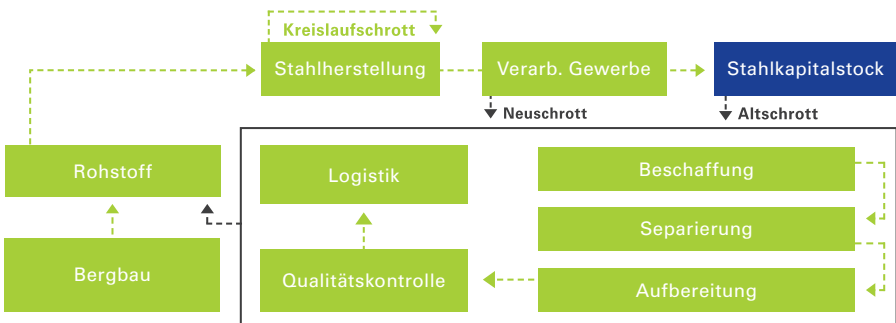 Kreislaufschrott
Stahlherstellung
Verarb. Gewerbe
Stahlkapitalstock
Neuschrott
Altschrott
Rohstoff
Logistik
Beschaffung
Separierung
Bergbau
Qualitätskontrolle
Aufbereitung